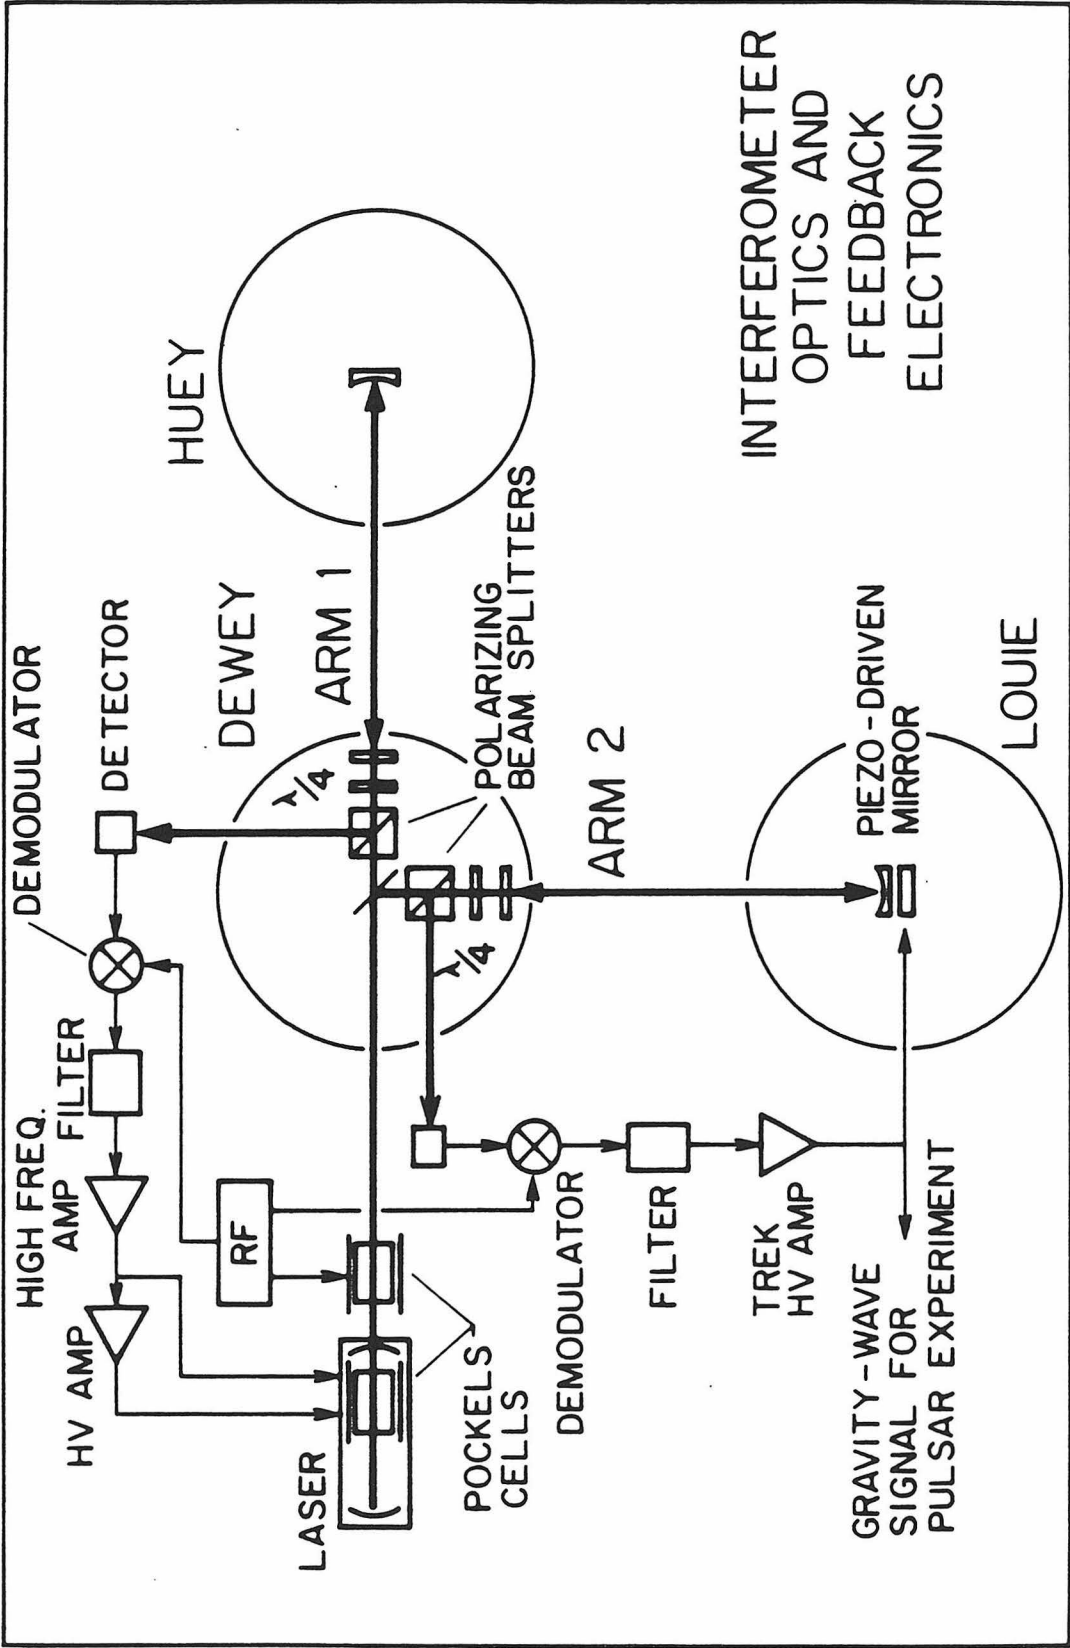 DEMODULATOR
DETECTOR
HIGH FREQ.
AMP
FILTER
HV AMP
RF
LASER
DEWEY
HUEY
ARM 1
λ/4
λ/4
POLARIZING
BEAM SPLITTERS
POCKELS'
CELLS
DEMODULATOR
FILTER
TREK
HV AMP
ARM 2
PIEZO-DRIVEN
MIRROR
LOUIE
GRAVITY-WAVE
SIGNAL FOR
PULSAR EXPERIMENT
INTERFEROMETER
OPTICS AND
FEEDBACK
ELECTRONICS